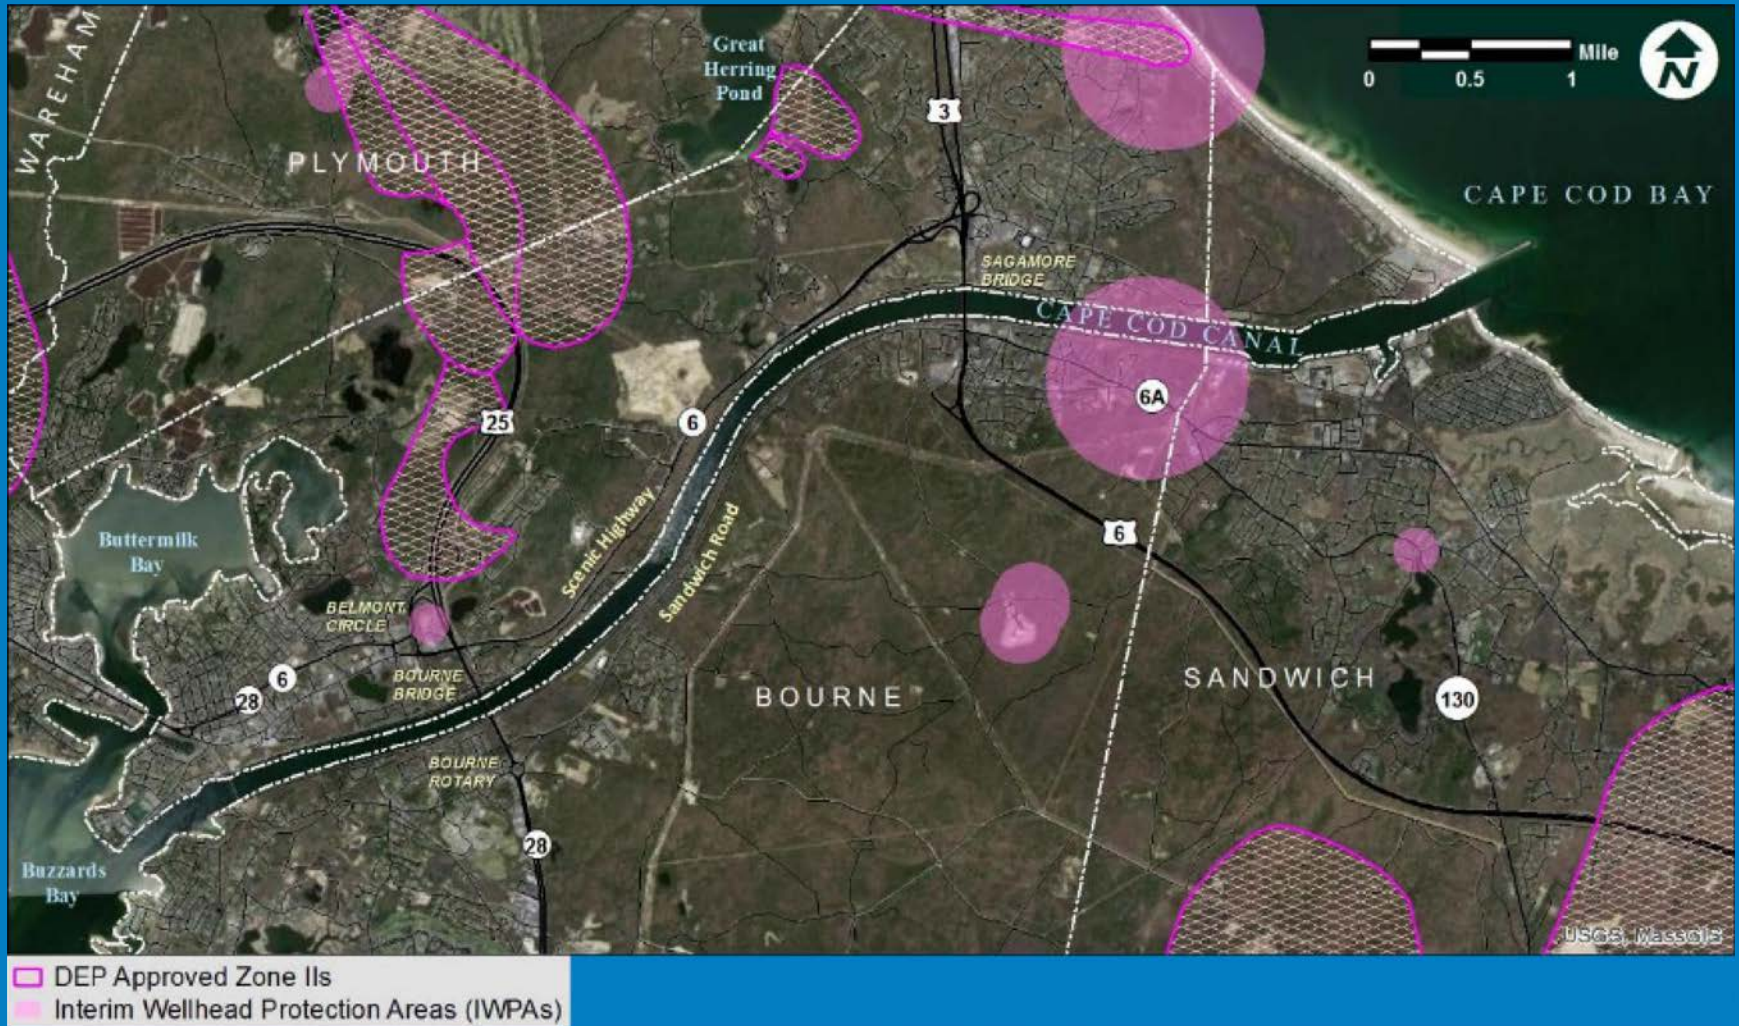 WAREHAM
Great
Herring
Pond
3
Mile
0 0.5 1
N
PLYMOUTH
CAPE COD BAY
SAGAMORE
BRIDGE
CAPE COD CANAL
6A
25
6
Scenic Highway
Sandwich Road
6
Buttermilk
Bay
BELMONT
CIRCLE
BOURNE
BRIDGE
6
28
BOURNE
SANDWICH
130
BOURNE
ROTARY
28
Buzzards
Bay
USGS, MassGIS
DEP Approved Zone IIs
Interim Wellhead Protection Areas (IWPAs)